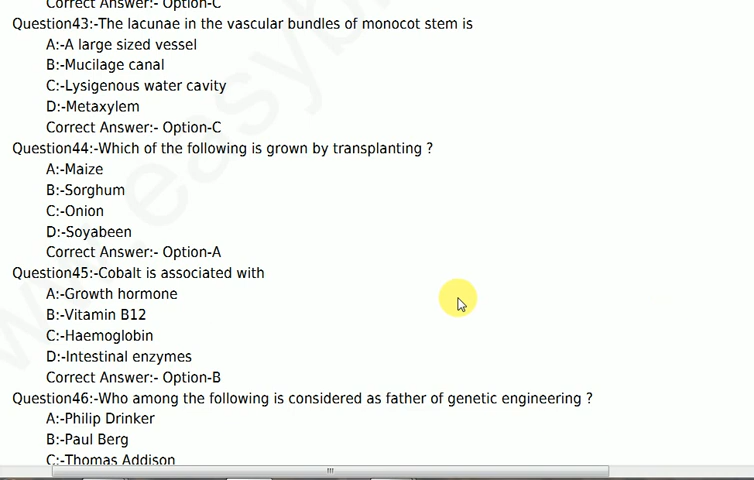 Correct Answer:- Option-C
Question43:-The lacunae in the vascular bundles of monocot stem is
A:-A large sized vessel
B:-Mucilage canal
C:-Lysigenous water cavity
D:-Metaxylem
Correct Answer:- Option-C
Question44:-Which of the following is grown by transplanting ?
A:-Maize
B:-Sorghum
C:-Onion
D:-Soyabeen
Correct Answer:- Option-A
Question45:-Cobalt is associated with
A:-Growth hormone
B:-Vitamin B12
C:-Haemoglobin
D:-Intestinal enzymes
Correct Answer:- Option-B
Question46:-Who among the following is considered as father of genetic engineering ?
A:-Philip Drinker
B:-Paul Berg
C:-Thomas Addison